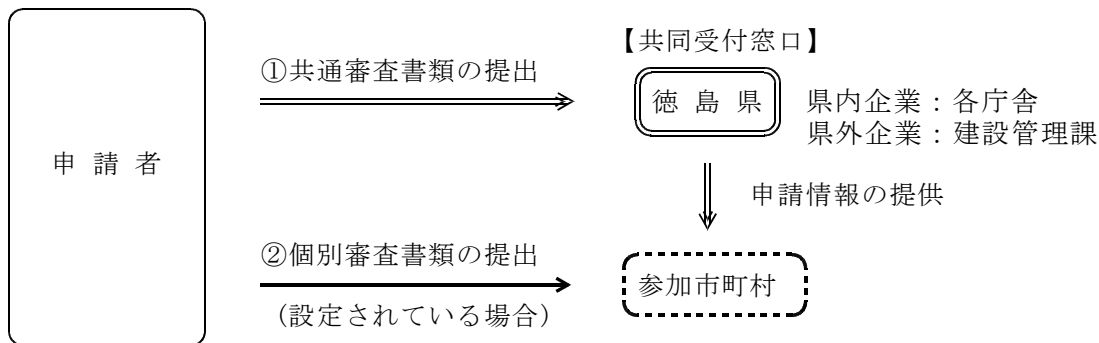 申 請 者
①共通審査書類の提出
【共同受付窓口】
徳 島 県
県内企業：各庁舎
県外企業：建設管理課
申請情報の提供
②個別審査書類の提出
（設定されている場合）
参加市町村